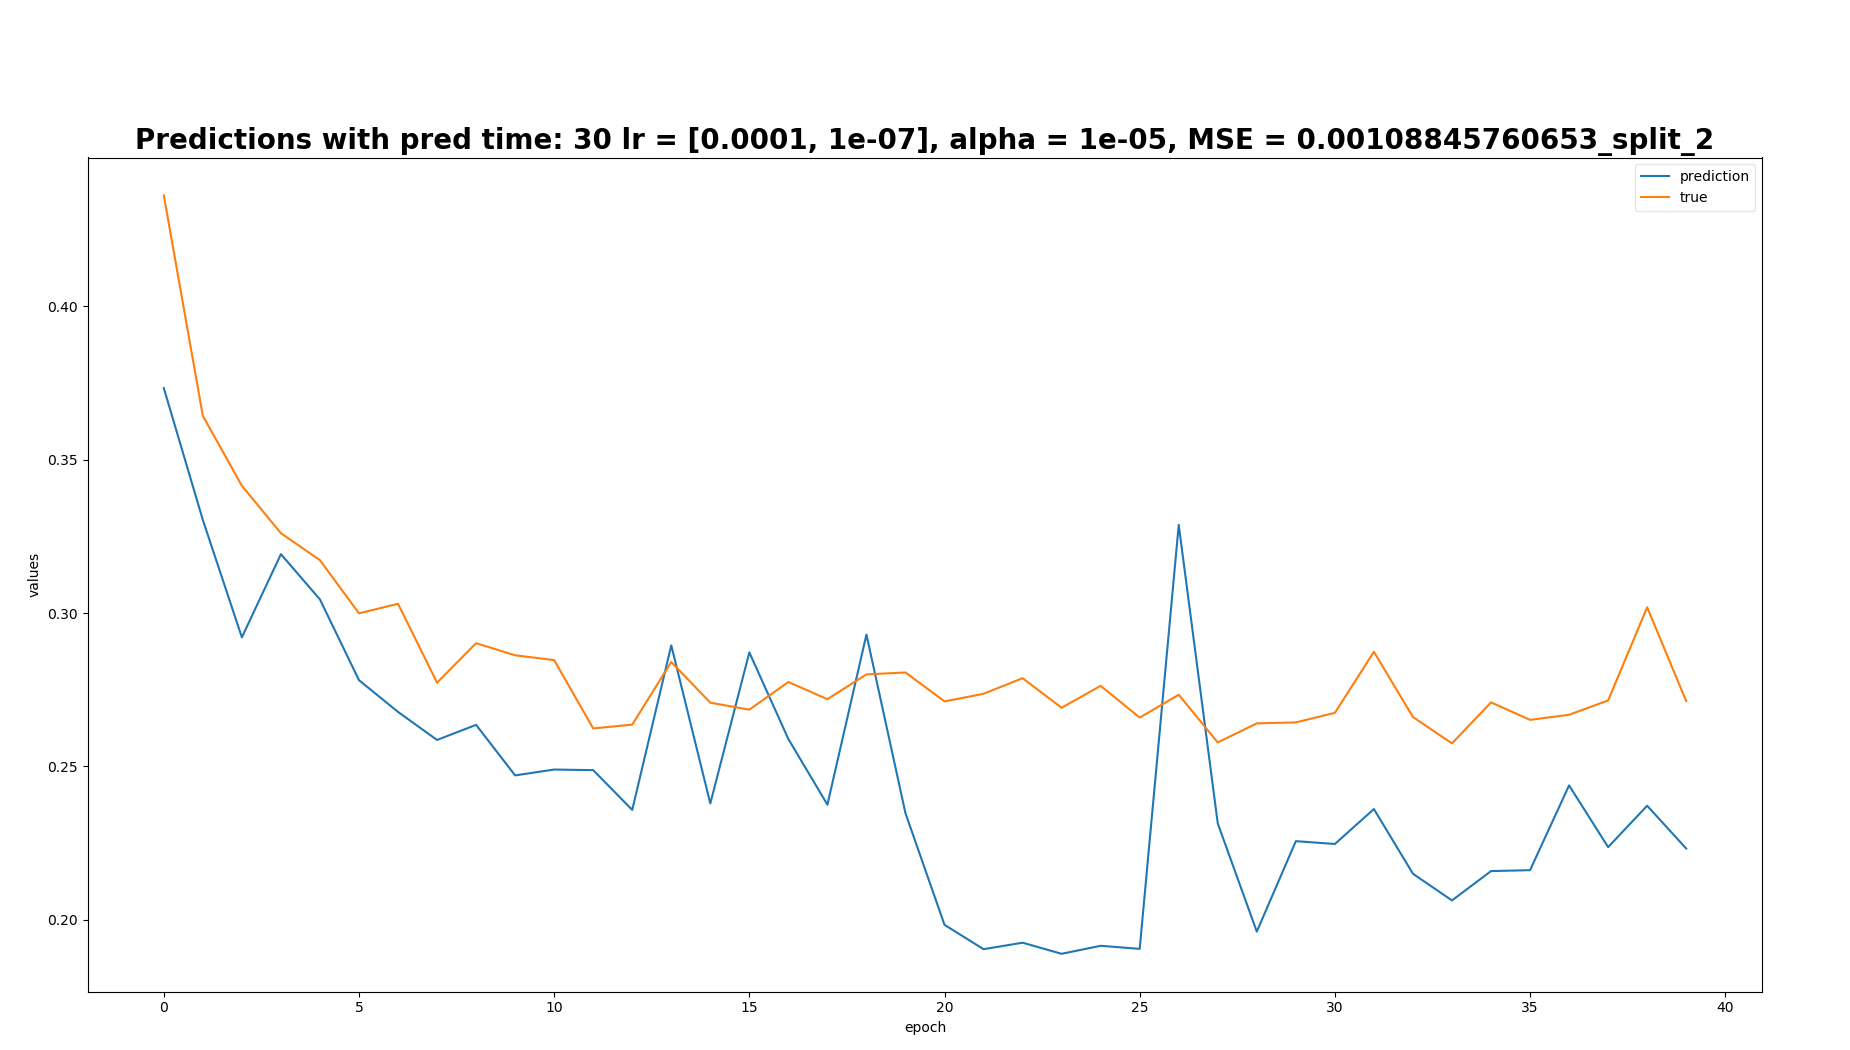 Predictions with pred time: 30 lr = [0.0001, 1e-07], alpha = 1e-05, MSE = 0.00108845760653_split_2
prediction
true
0.40
0.35
0.30
0.25
0.20
values
0 5 10 15 20 25 30 35 40
epoch